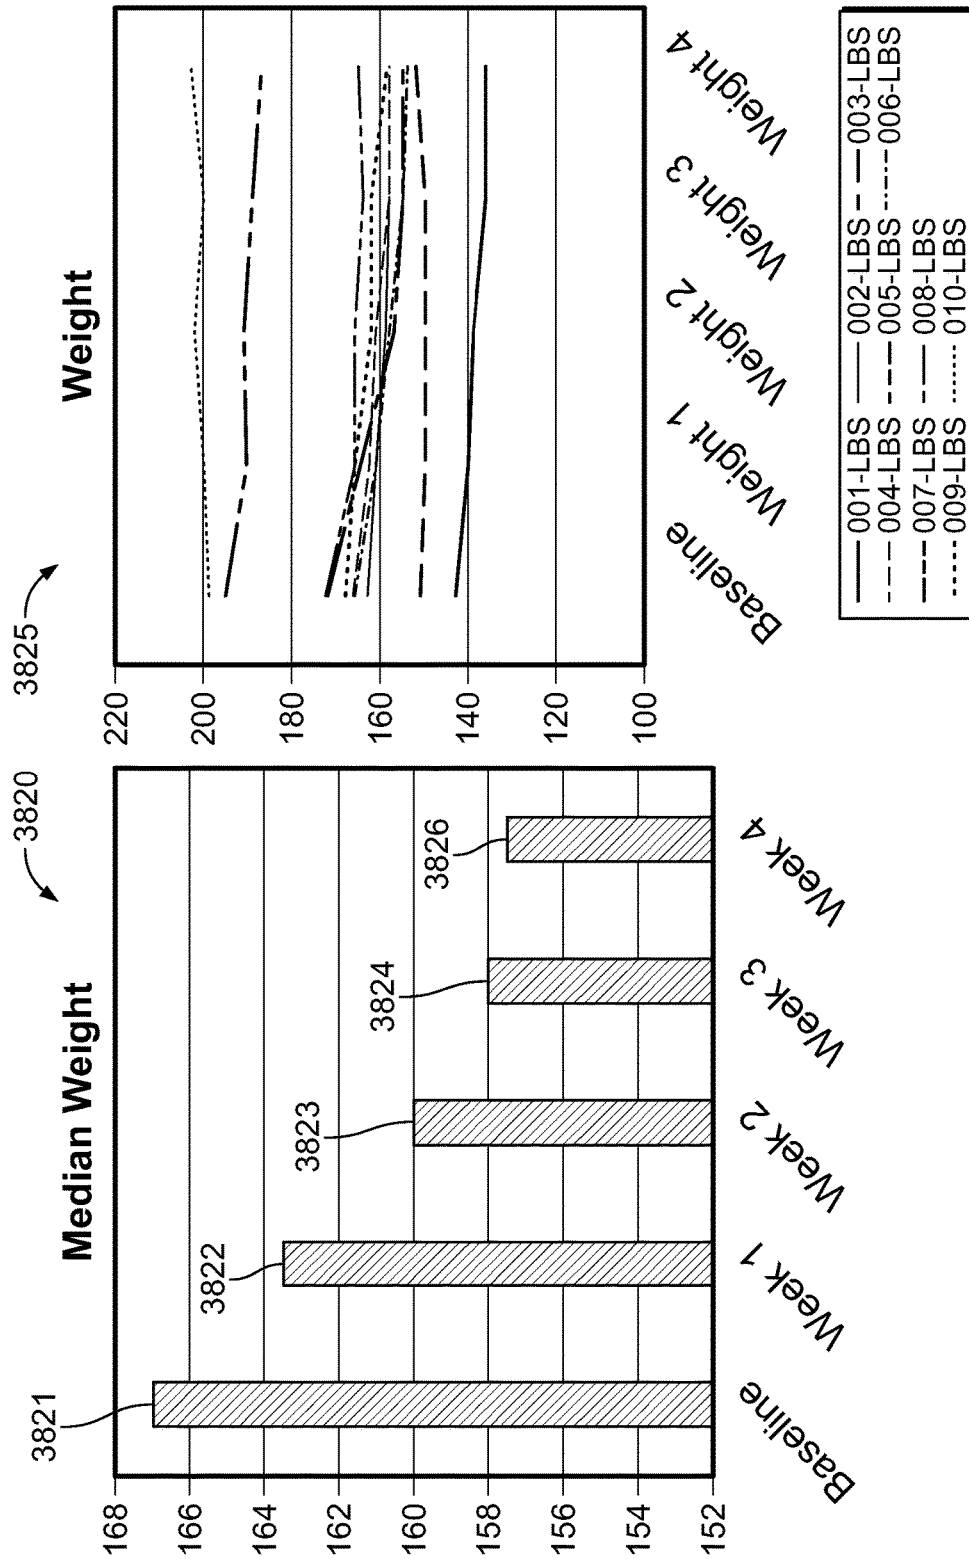 3820
Median Weight
168
166
164
162
160
158
156
154
152
3821
3822
3823
3824
3826
Baseline
Week 1
Week 2
Week 3
Week 4
3825
Weight
220
200
180
160
140
120
100
Baseline
Weight 1
Weight 2
Weight 3
Weight 4
001-LBS 002-LBS 003-LBS
004-LBS 005-LBS 006-LBS
007-LBS 008-LBS
009-LBS 010-LBS